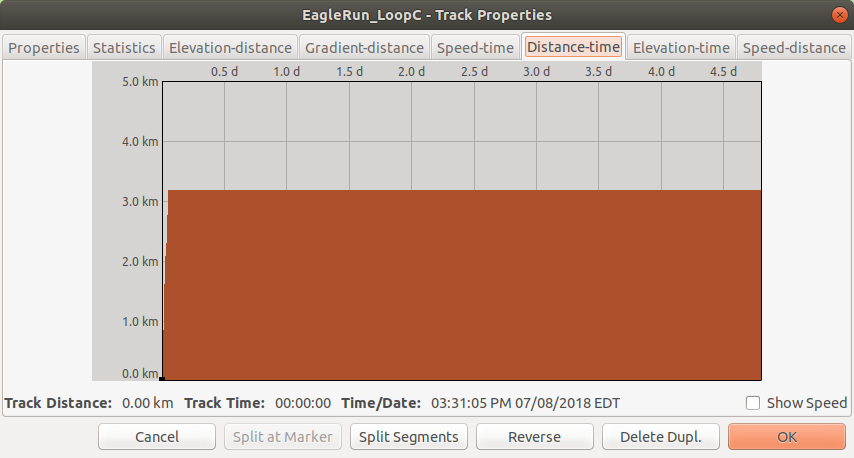 EagleRun_LoopC - Track Properties
Properties Statistics Elevation-distance Gradient-distance Speed-time Distance-time Elevation-time Speed-distance
0.5 d 1.0 d 1.5 d 2.0 d 2.5 d 3.0 d 3.5 d 4.0 d 4.5 d
5.0 km
4.0 km
3.0 km
2.0 km
1.0 km
0.0 km
Track Distance: 0.00 km Track Time: 00:00:00 Time/Date: 03:31:05 PM 07/08/2018 EDT Show Speed
Cancel Split at Marker Split Segments Reverse Delete Dupl. OK